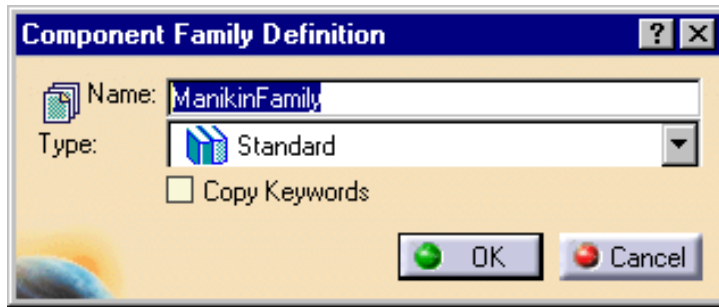 Component Family Definition
Name: ManikinFamily
Type: Standard
Copy Keywords
OK Cancel